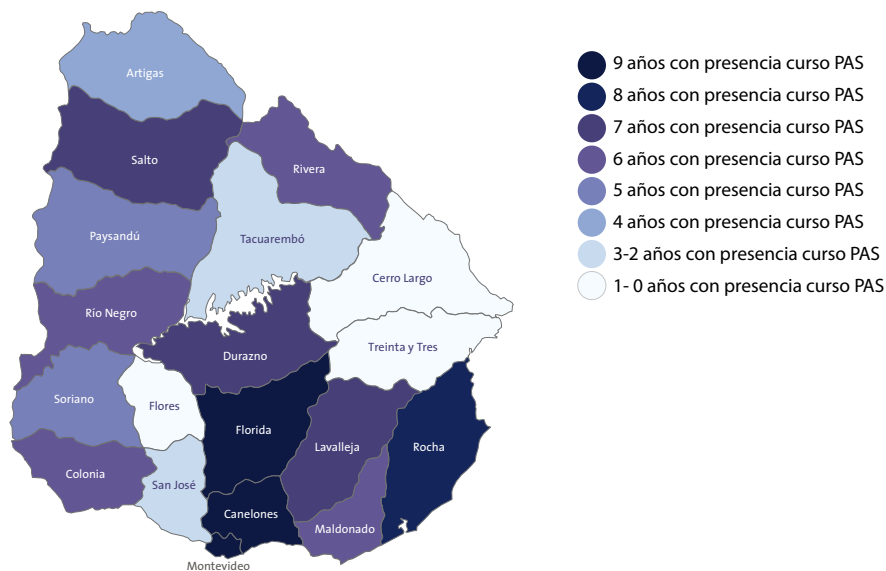 Artigas
Salto
Rivera
Paysandú
Tacuarembó
Cerro Largo
Río Negro
Durazno
Treinta y Tres
Soriano
Flores
Florida
Lavalleja
Rocha
Colonia
San José
Canelones
Maldonado
Montevideo
9 años con presencia curso PAS
8 años con presencia curso PAS
7 años con presencia curso PAS
6 años con presencia curso PAS
5 años con presencia curso PAS
4 años con presencia curso PAS
3-2 años con presencia curso PAS
1- 0 años con presencia curso PAS